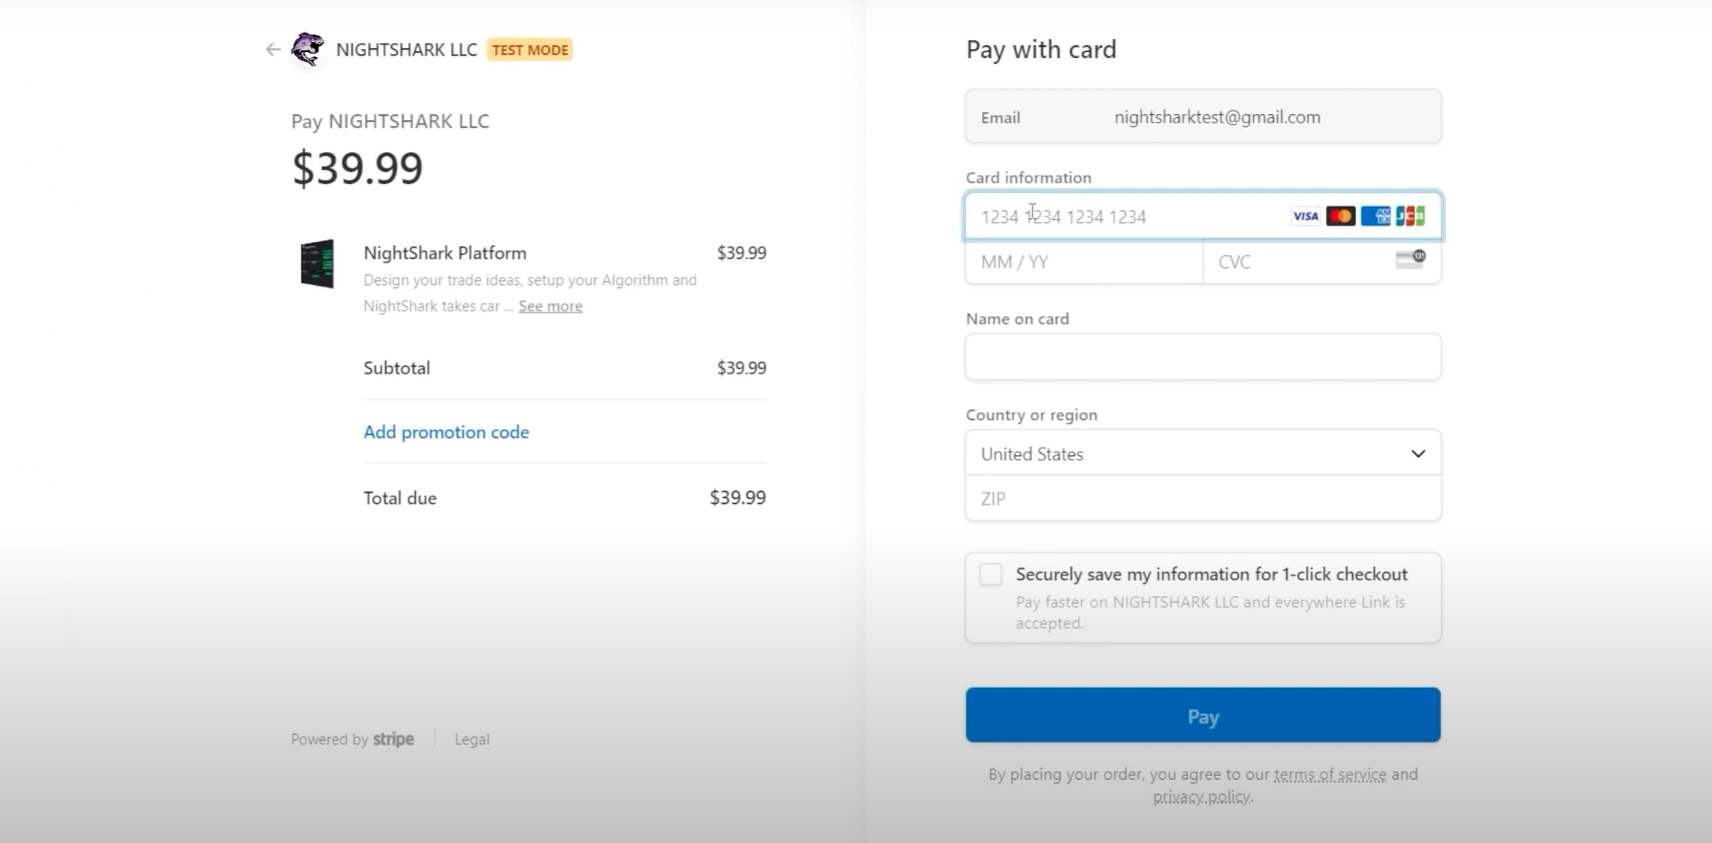 NIGHTSHARK LLC TEST MODE
Pay NIGHTSHARK LLC
$39.99
NightShark Platform $39.99
Design your trade ideas, setup your Algorithm and
NightShark takes car ... See more
Subtotal $39.99
Add promotion code
Total due $39.99
Powered by stripe Legal
Pay with card
Email nightsharktest@gmail.com
Card information
1234 1234 1234 1234 VISA AMEX JCB
MM / YY CVC 135
Name on card
Country or region
United States
ZIP
Securely save my information for 1-click checkout
Pay faster on NIGHTSHARK LLC and everywhere Link is
accepted.
Pay
By placing your order, you agree to our terms of service and
privacy policy.